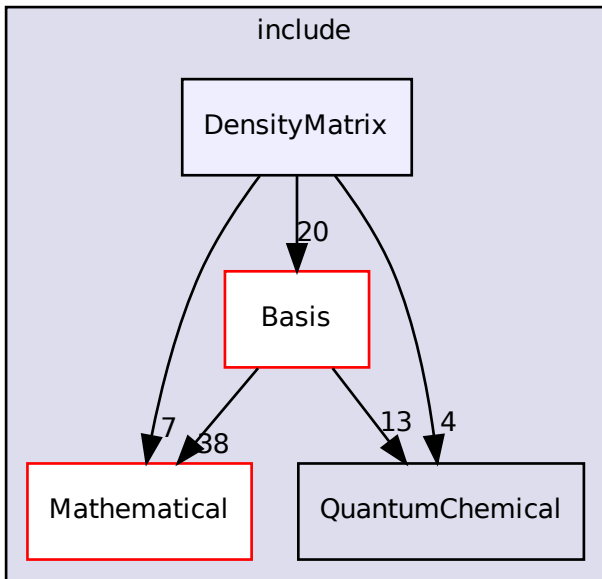 include
DensityMatrix
20
Basis
7
38
13
4
Mathematical
QuantumChemical